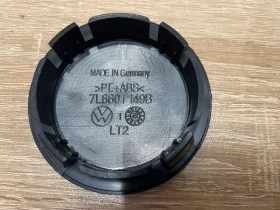 MADE IN Germany
>PC+ABS<
7L6601149B
LT2